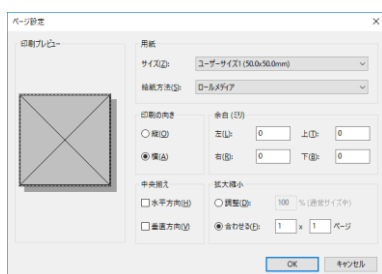 ページ設定
印刷プレビュー
用紙
サイズ(Z): ユーザーサイズ1 (50.0x50.0mm)
給紙方法(S): ロールメディア
印刷の向き
縦(O)
横(A)
余白 (ミリ)
左(L): 0 上(T): 0
右(R): 0 下(B): 0
中央揃え
水平方向(H)
垂直方向(V)
拡大縮小
調整(D): 100 % (通常サイズ中)
合わせる(F): 1 x 1 ページ
OK キャンセル